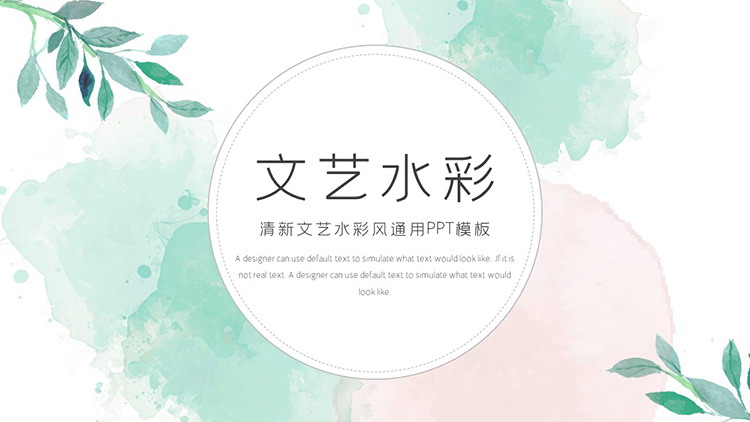 文艺水彩
清新文艺水彩风通用PPT模板
A designer can use default text to simulate what text would look like. .If it is
not real text. A designer can use default text to simulate what text would
look like.